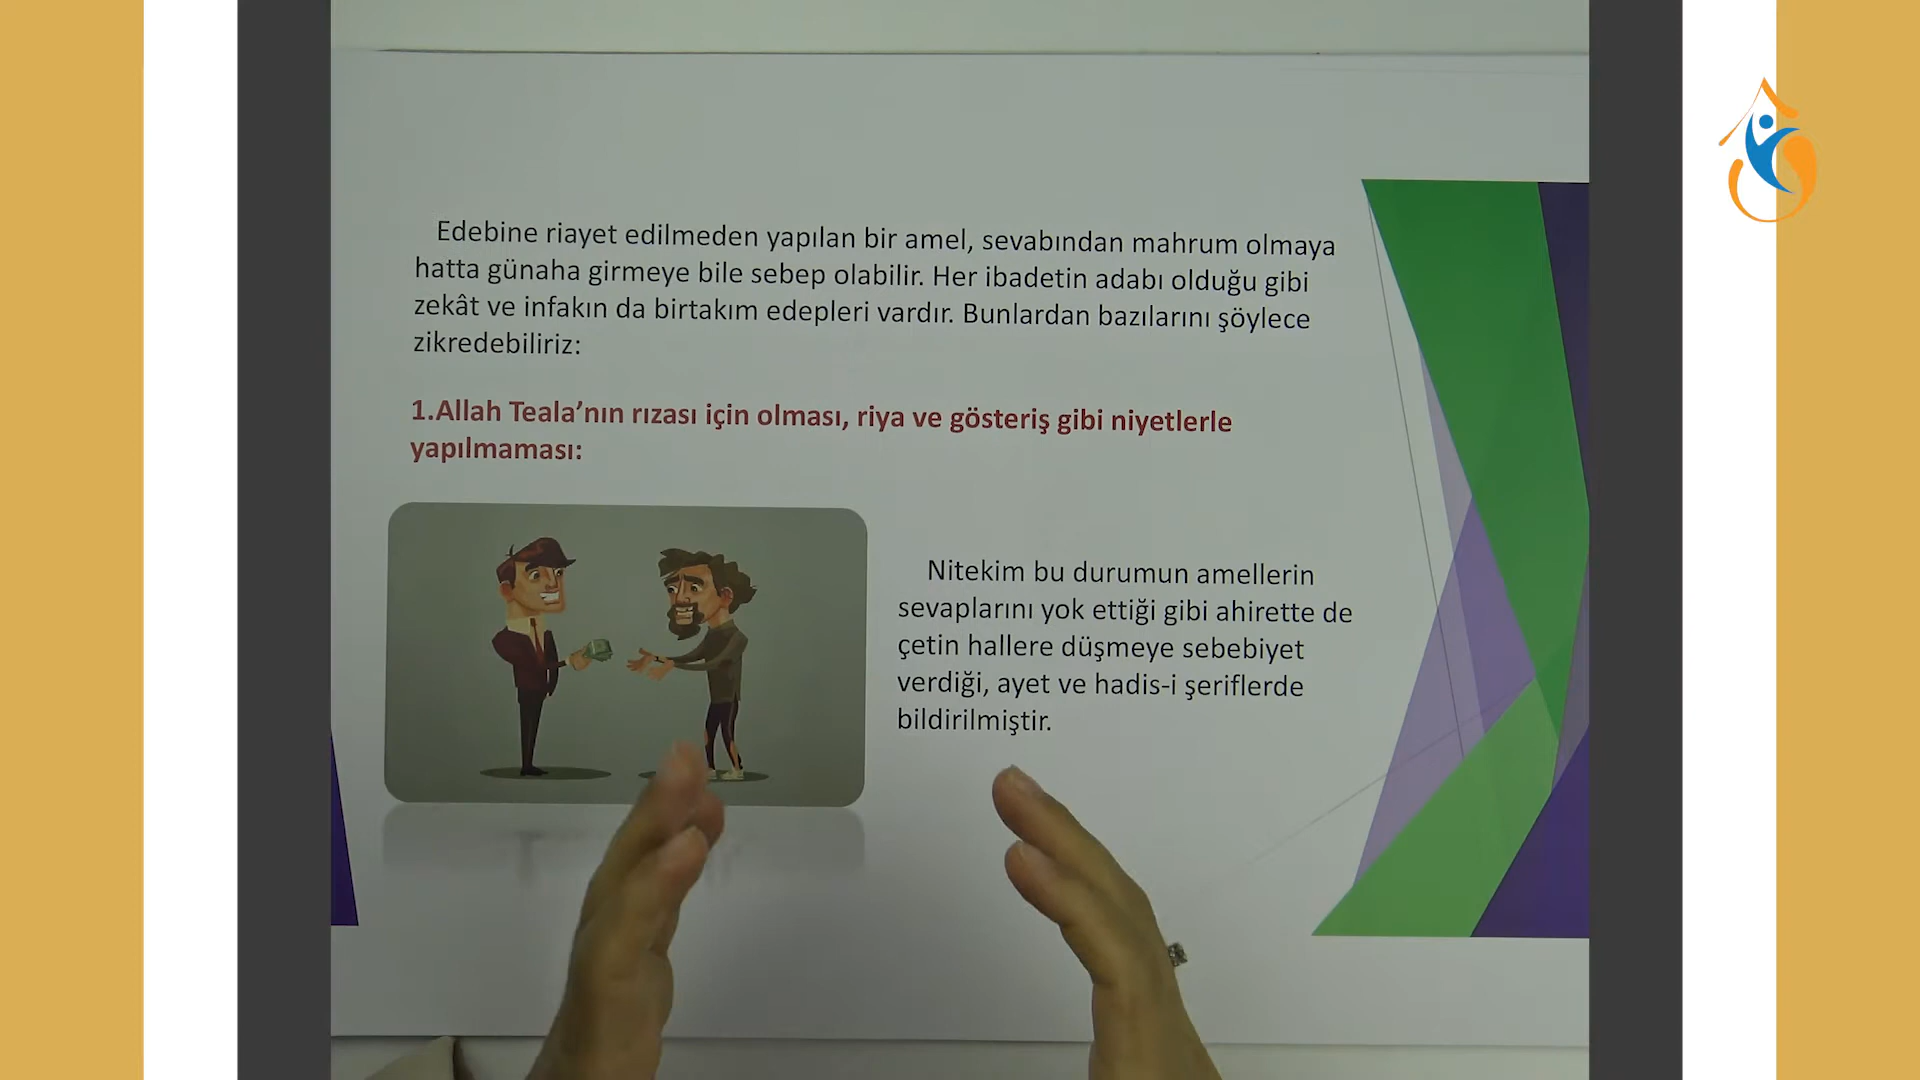 Edebine riayet edilmeden yapılan bir amel, sevabından mahrum olmaya
hatta günaha girmeye bile sebep olabilir. Her ibadetin adabı olduğu gibi
zekât ve infakın da birtakım edepleri vardır. Bunlardan bazılarını şöylece
zikredebiliriz:
1.Allah Teala’nın rızası için olması, riya ve gösteriş gibi niyetlerle
yapılmaması:
Nitekim bu durumun amellerin
sevaplarını yok ettiği gibi ahirette de
çetin hallere düşmeye sebebiyet
verdiği, ayet ve hadis-i şeriflerde
bildirilmiştir.